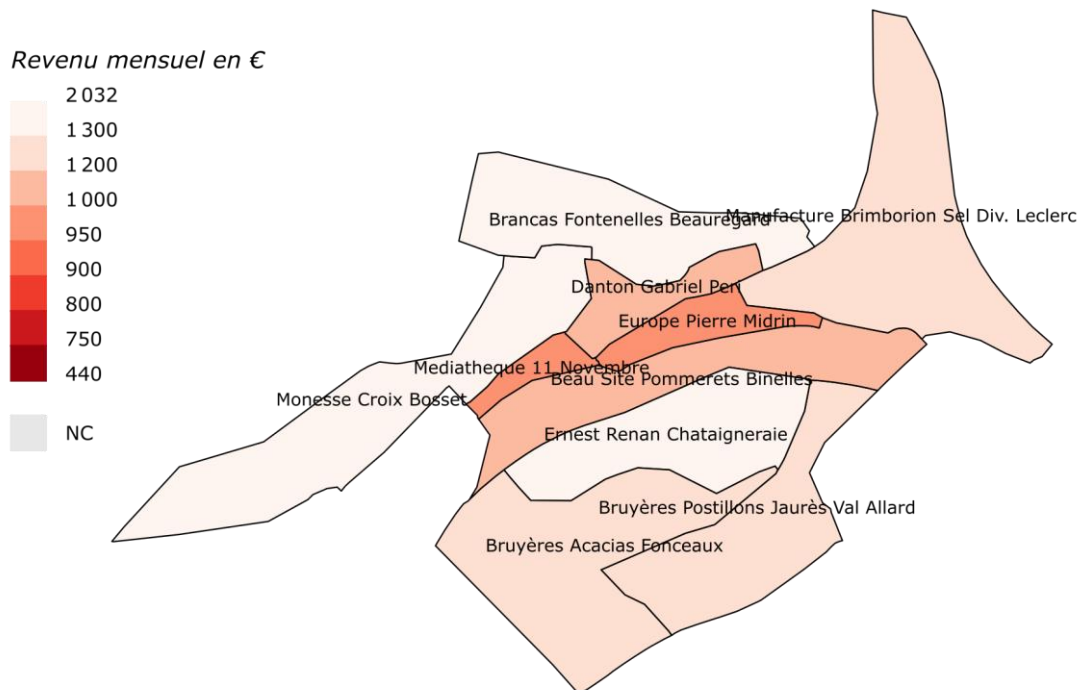 Revenu mensuel en €
2 032
1 300
1 200
1 000
950
900
800
750
440
NC
Brancas Fontenelles Beauregard
Manufacture Brimborion Sel Div. Leclerc
Danton Gabriel Peri
Europe Pierre Midrin
Mediatheque 11 Novembre
Beau Site Pommerets Binelles
Monesse Croix Bosset
Ernest Renan Chataigneraie
Bruyères Postillons Jaurès Val Allard
Bruyères Acacias Fonceaux